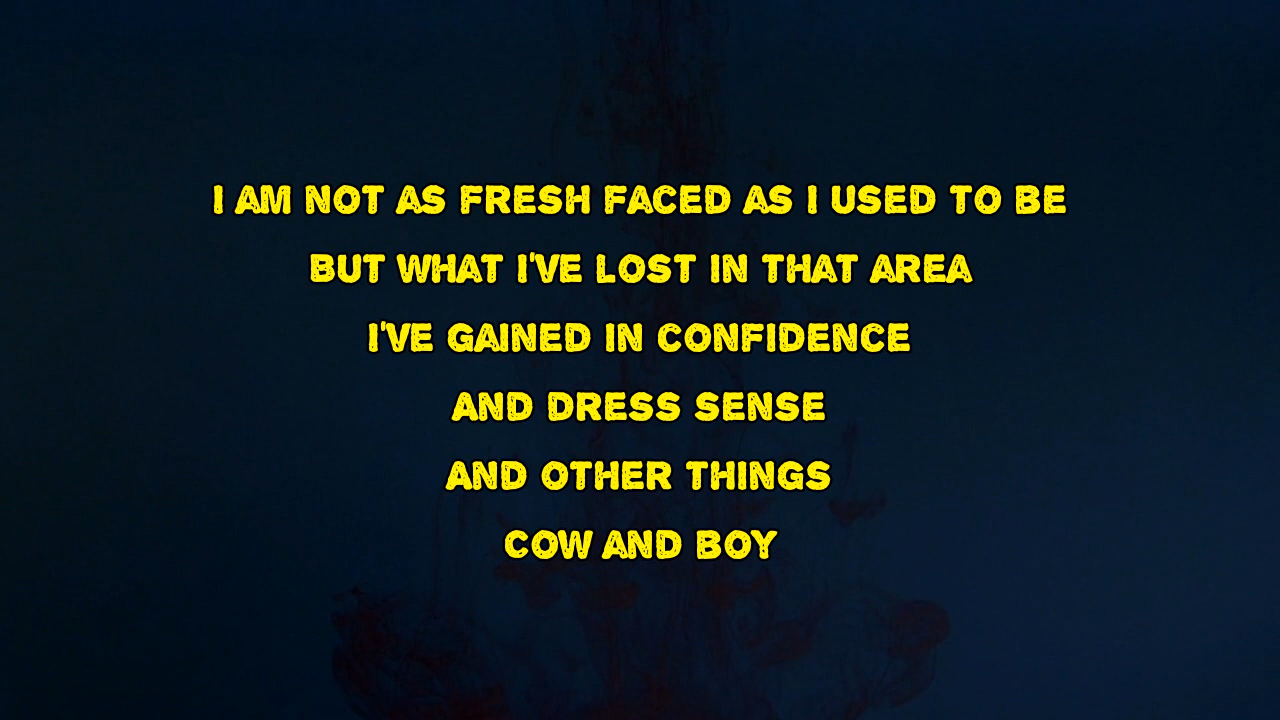 I AM NOT AS FRESH FACED AS I USED TO BE
BUT WHAT I'VE LOST IN THAT AREA
I'VE GAINED IN CONFIDENCE
AND DRESS SENSE
AND OTHER THINGS
COW AND BOY